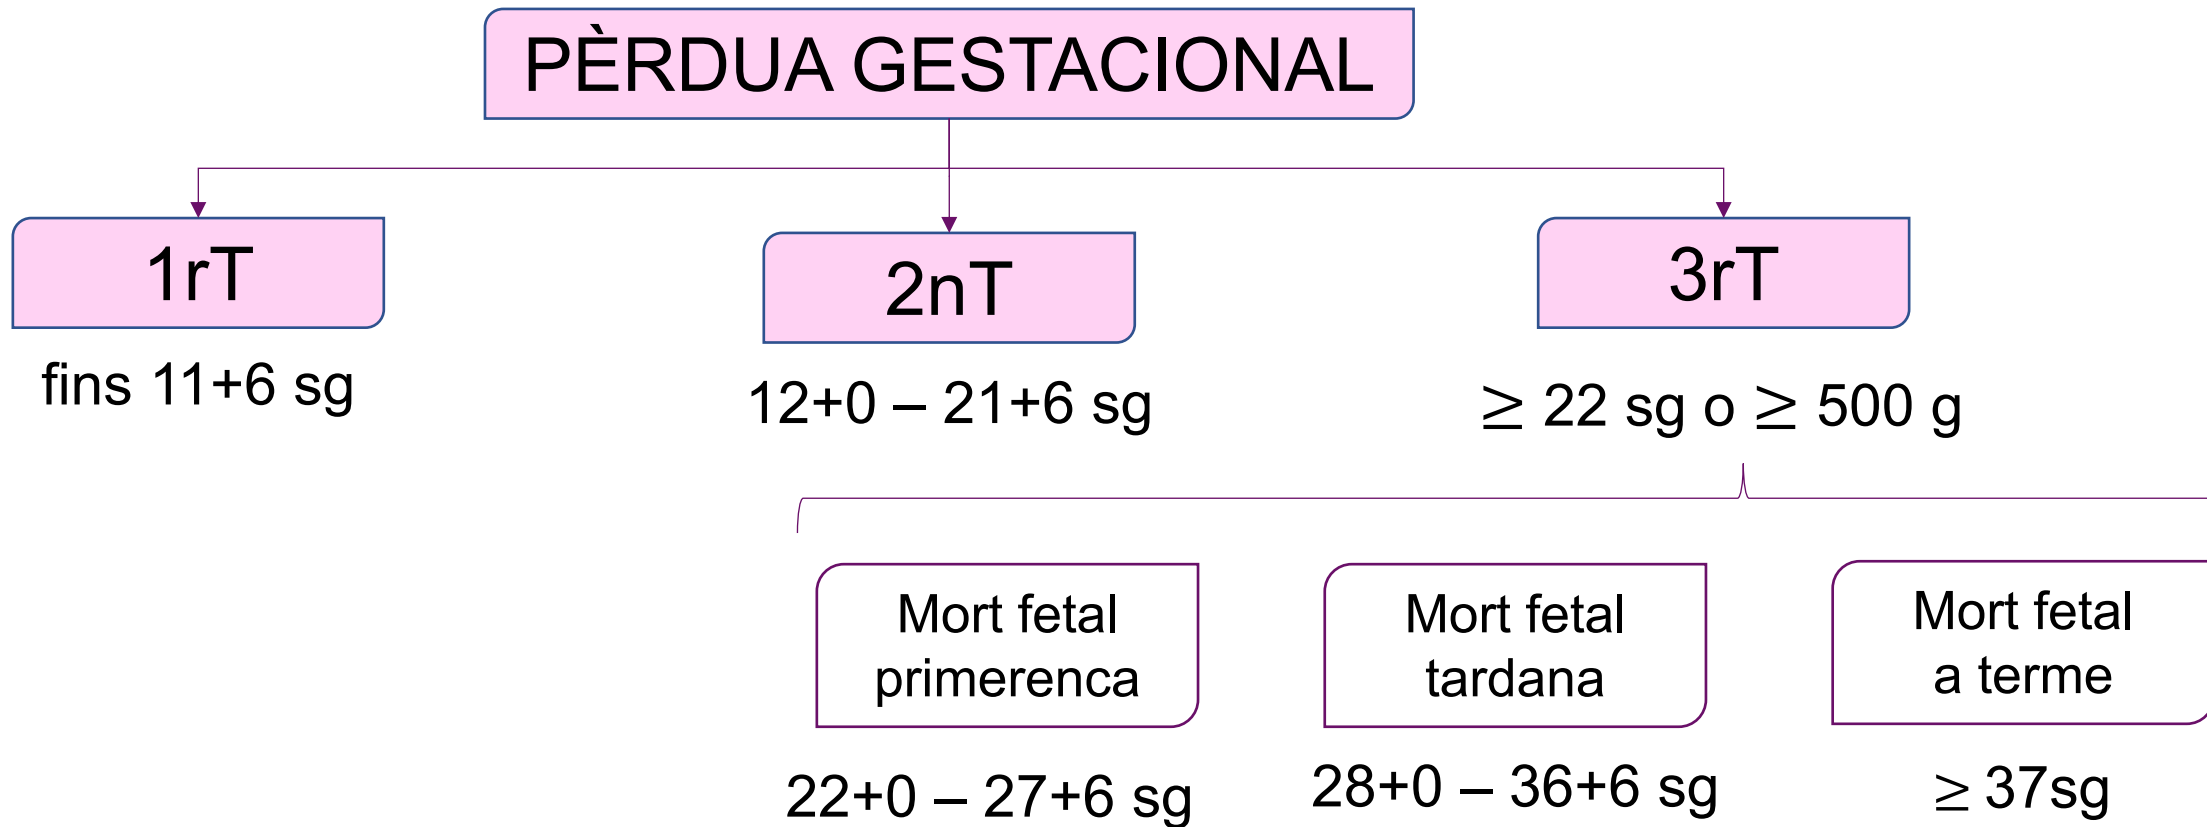 PÈRDUA GESTACIONAL
1rT
2nT
3rT
fins 11+6 sg
12+0 – 21+6 sg
≥ 22 sg o ≥ 500 g
Mort fetal
primerenca
Mort fetal
tardana
Mort fetal
a terme
22+0 – 27+6 sg
28+0 – 36+6 sg
≥ 37sg